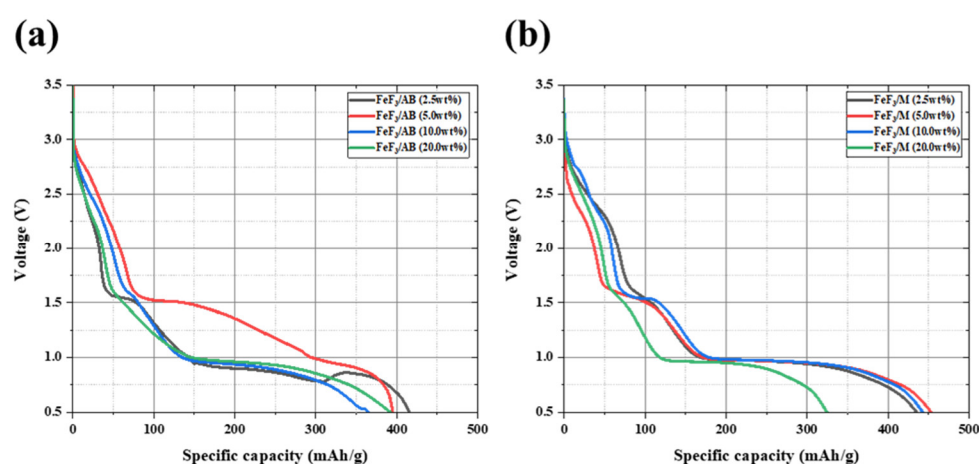 (a)
3.5
3.0
2.5
2.0
1.5
1.0
0.5
Voltage (V)
FeF3/AB (2.5wt%)
FeF3/AB (5.0wt%)
FeF3/AB (10.0wt%)
FeF3/AB (20.0wt%)
0 100 200 300 400 500
Specific capacity (mAh/g)
(b)
3.5
3.0
2.5
2.0
1.5
1.0
0.5
Voltage (V)
FeF3/M (2.5wt%)
FeF3/M (5.0wt%)
FeF3/M (10.0wt%)
FeF3/M (20.0wt%)
0 100 200 300 400 500
Specific capacity (mAh/g)